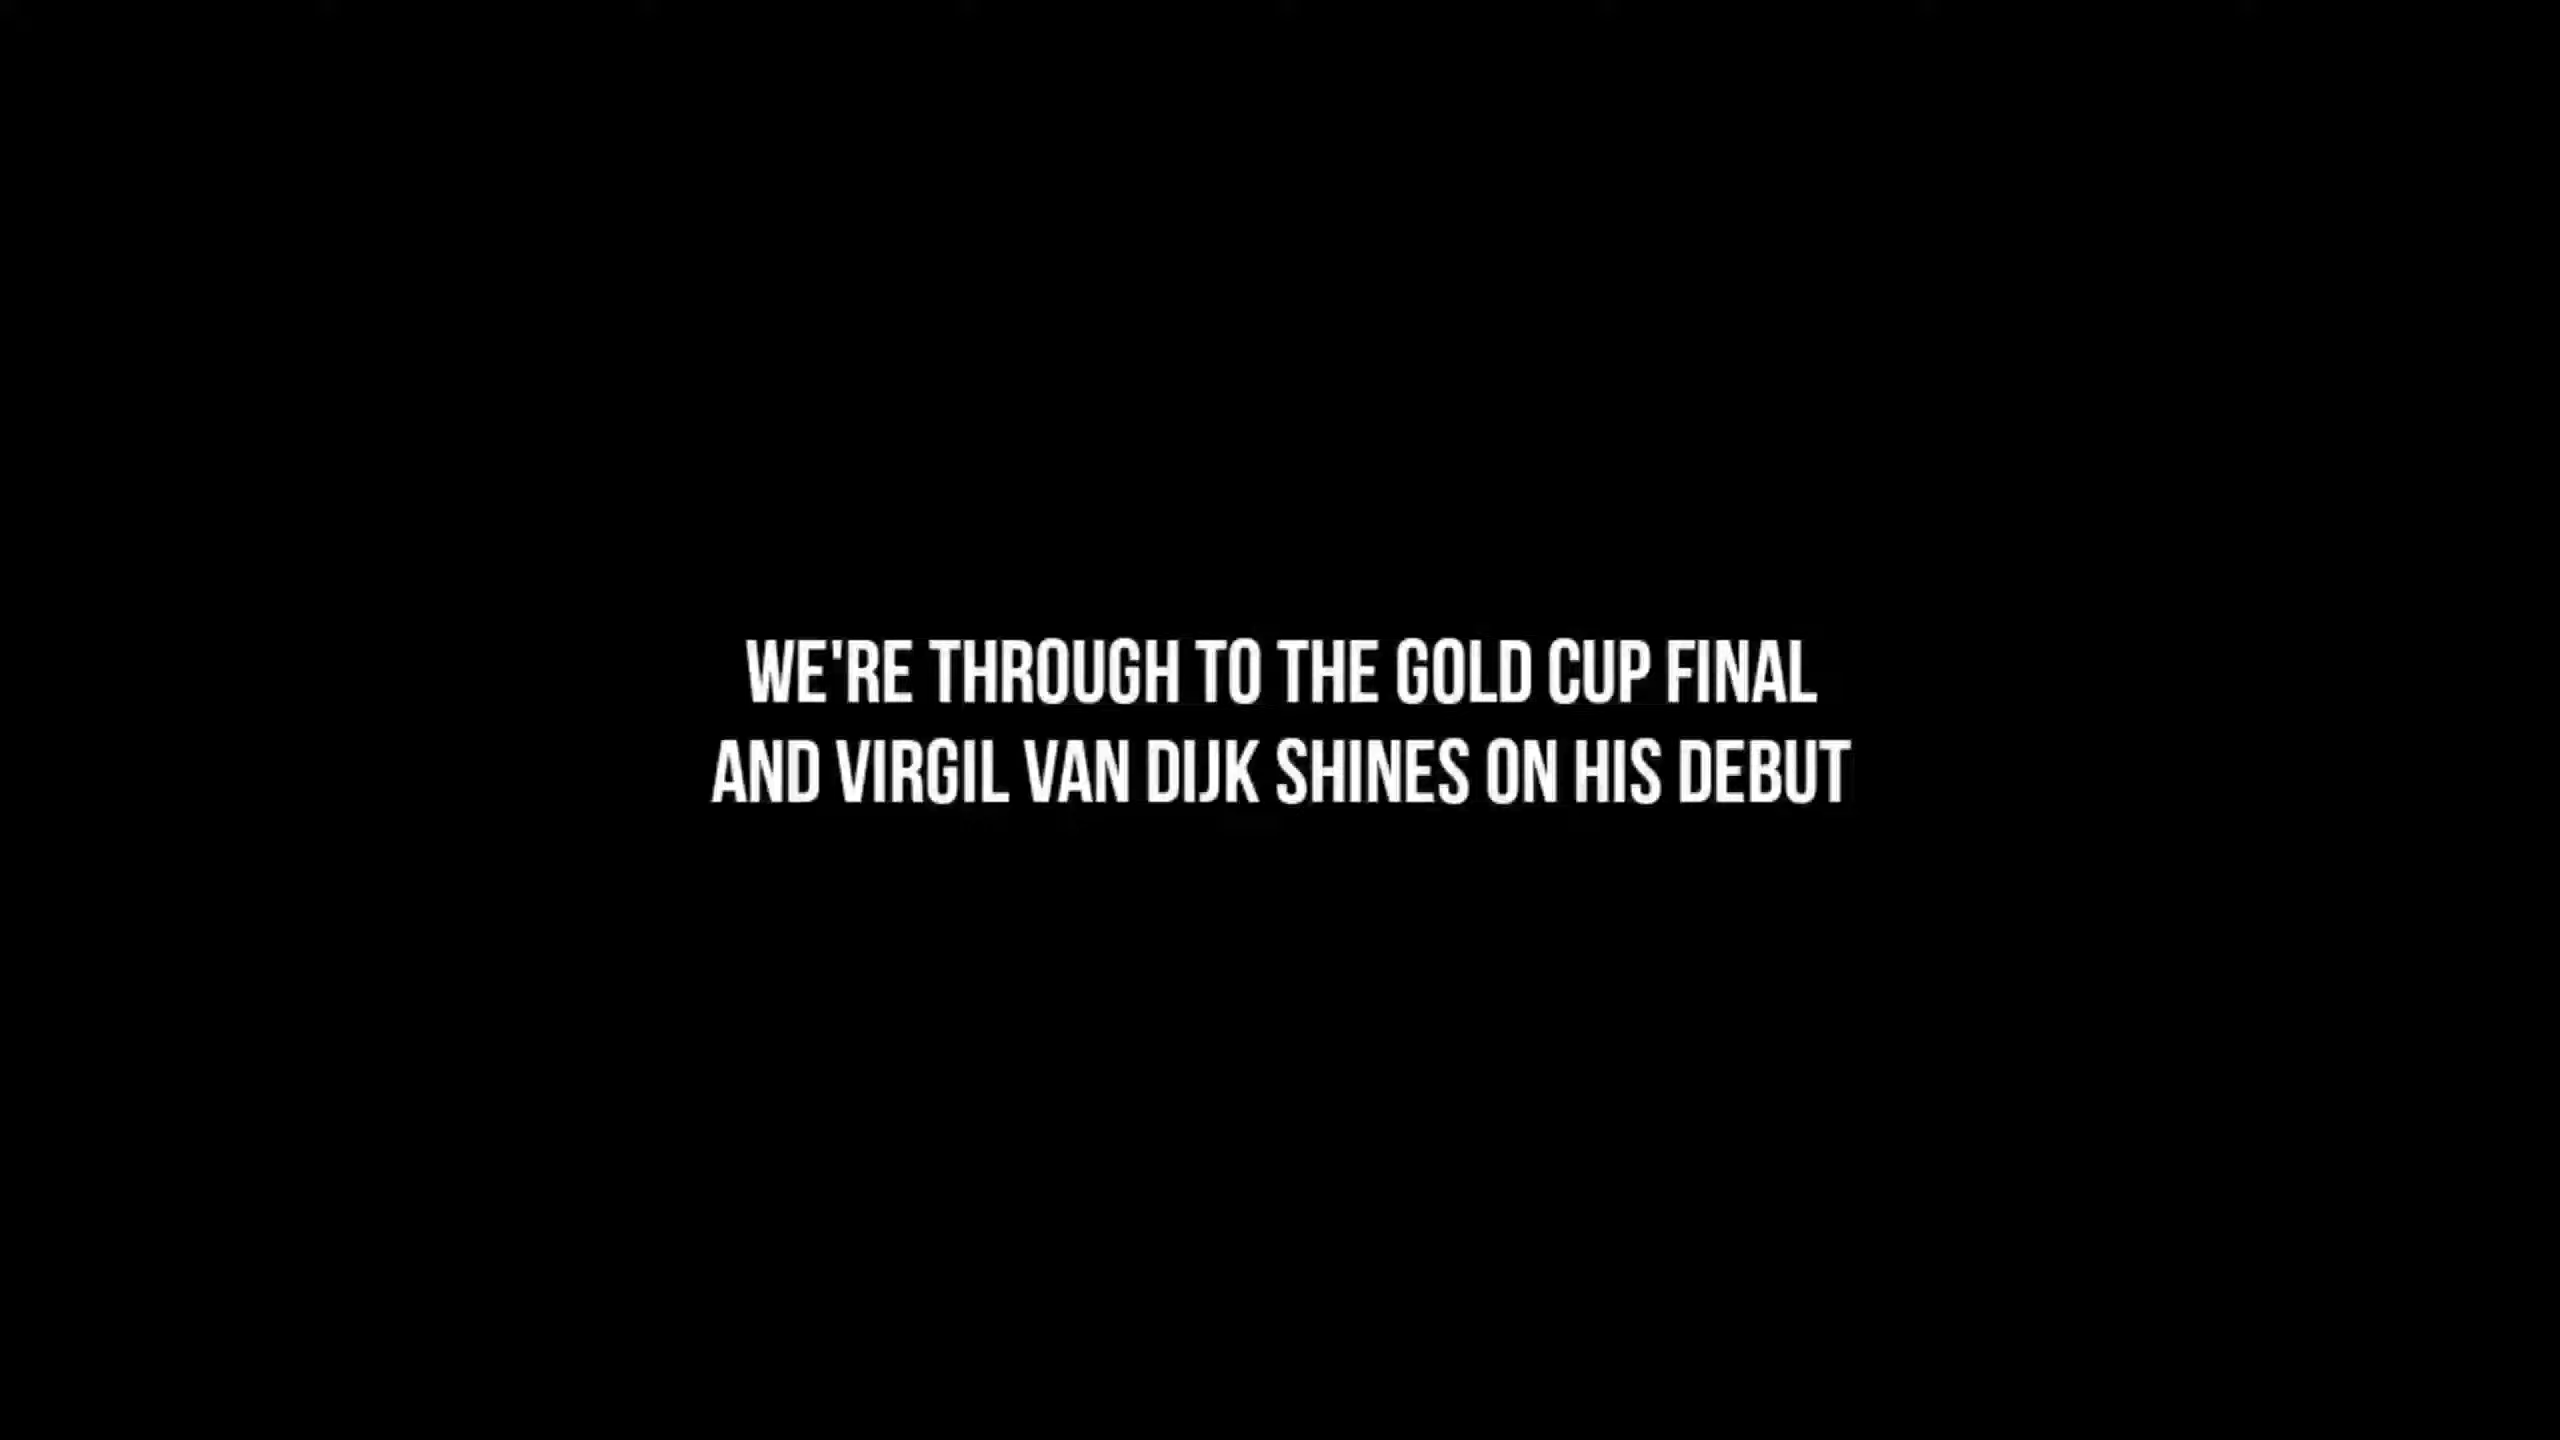 WE'RE THROUGH TO THE GOLD CUP FINAL
AND VIRGIL VAN DIJK SHINES ON HIS DEBUT